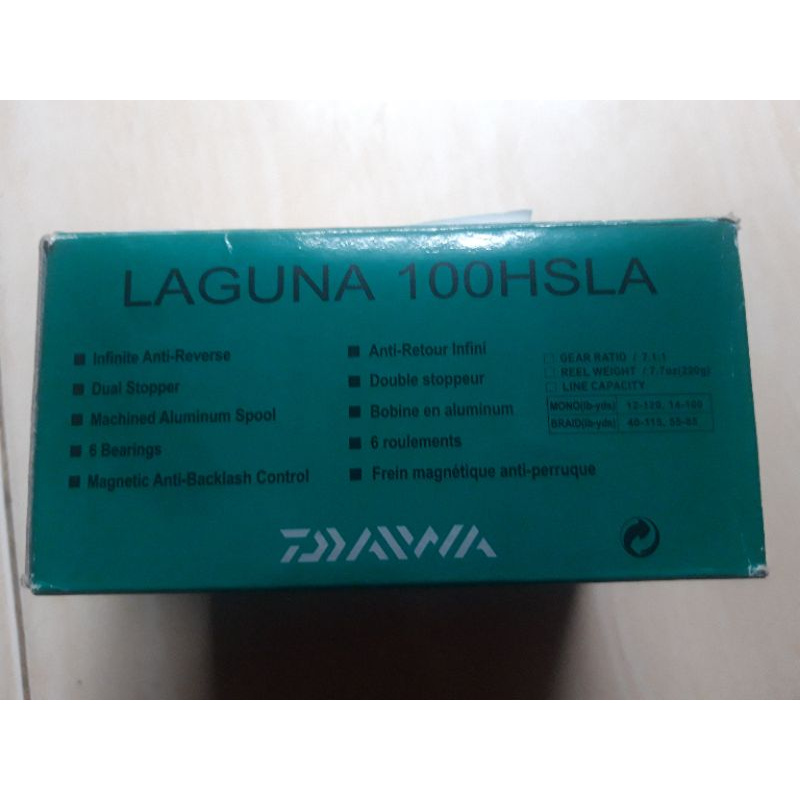 LAGUNA 100HSLA
Infinite Anti-Reverse
Dual Stopper
Machined Aluminum Spool
6 Bearings
Magnetic Anti-Backlash Control
Anti-Retour Infini
Double stoppeur
Bobine en aluminum
6 roulements
Frein magnétique anti-perruque
GEAR RATIO / 7.1:1
REEL WEIGHT / 7.7oz(220g)
LINE CAPACITY
MONO(lb-yds) 12-120, 14-100
BRAID(lb-yds) 40-115,
DAIWA